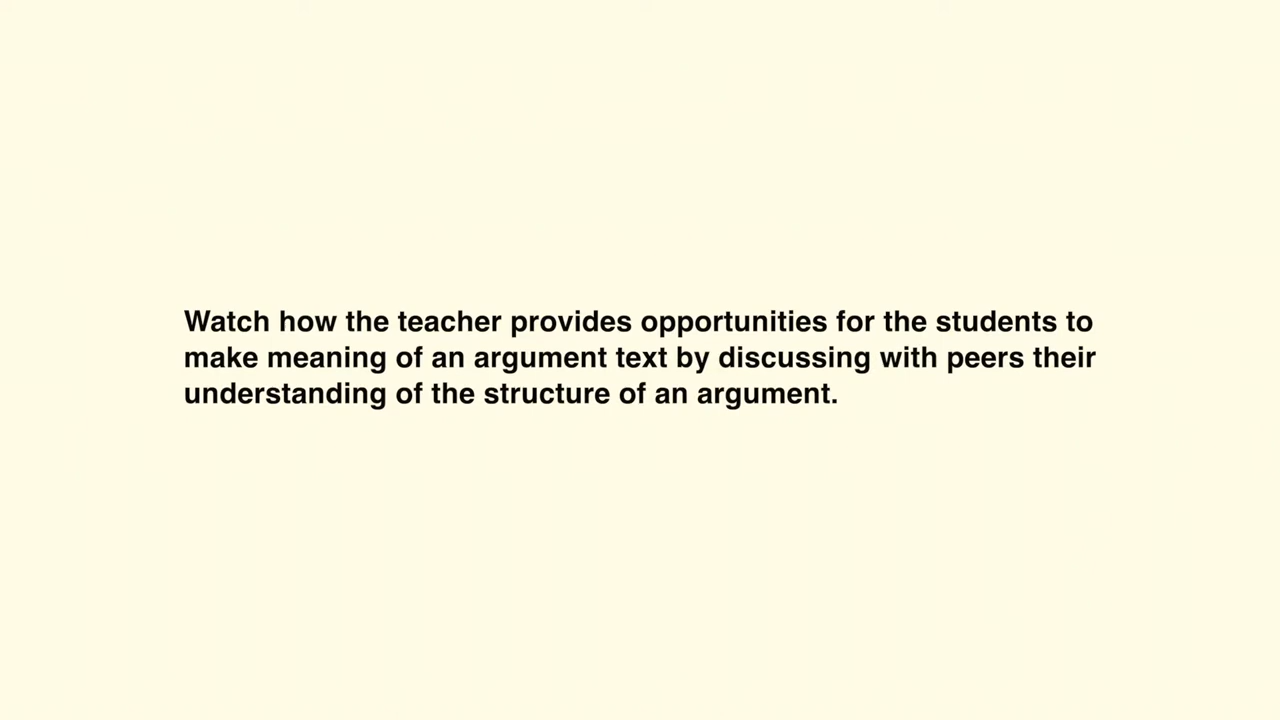 Watch how the teacher provides opportunities for the students to
make meaning of an argument text by discussing with peers their
understanding of the structure of an argument.